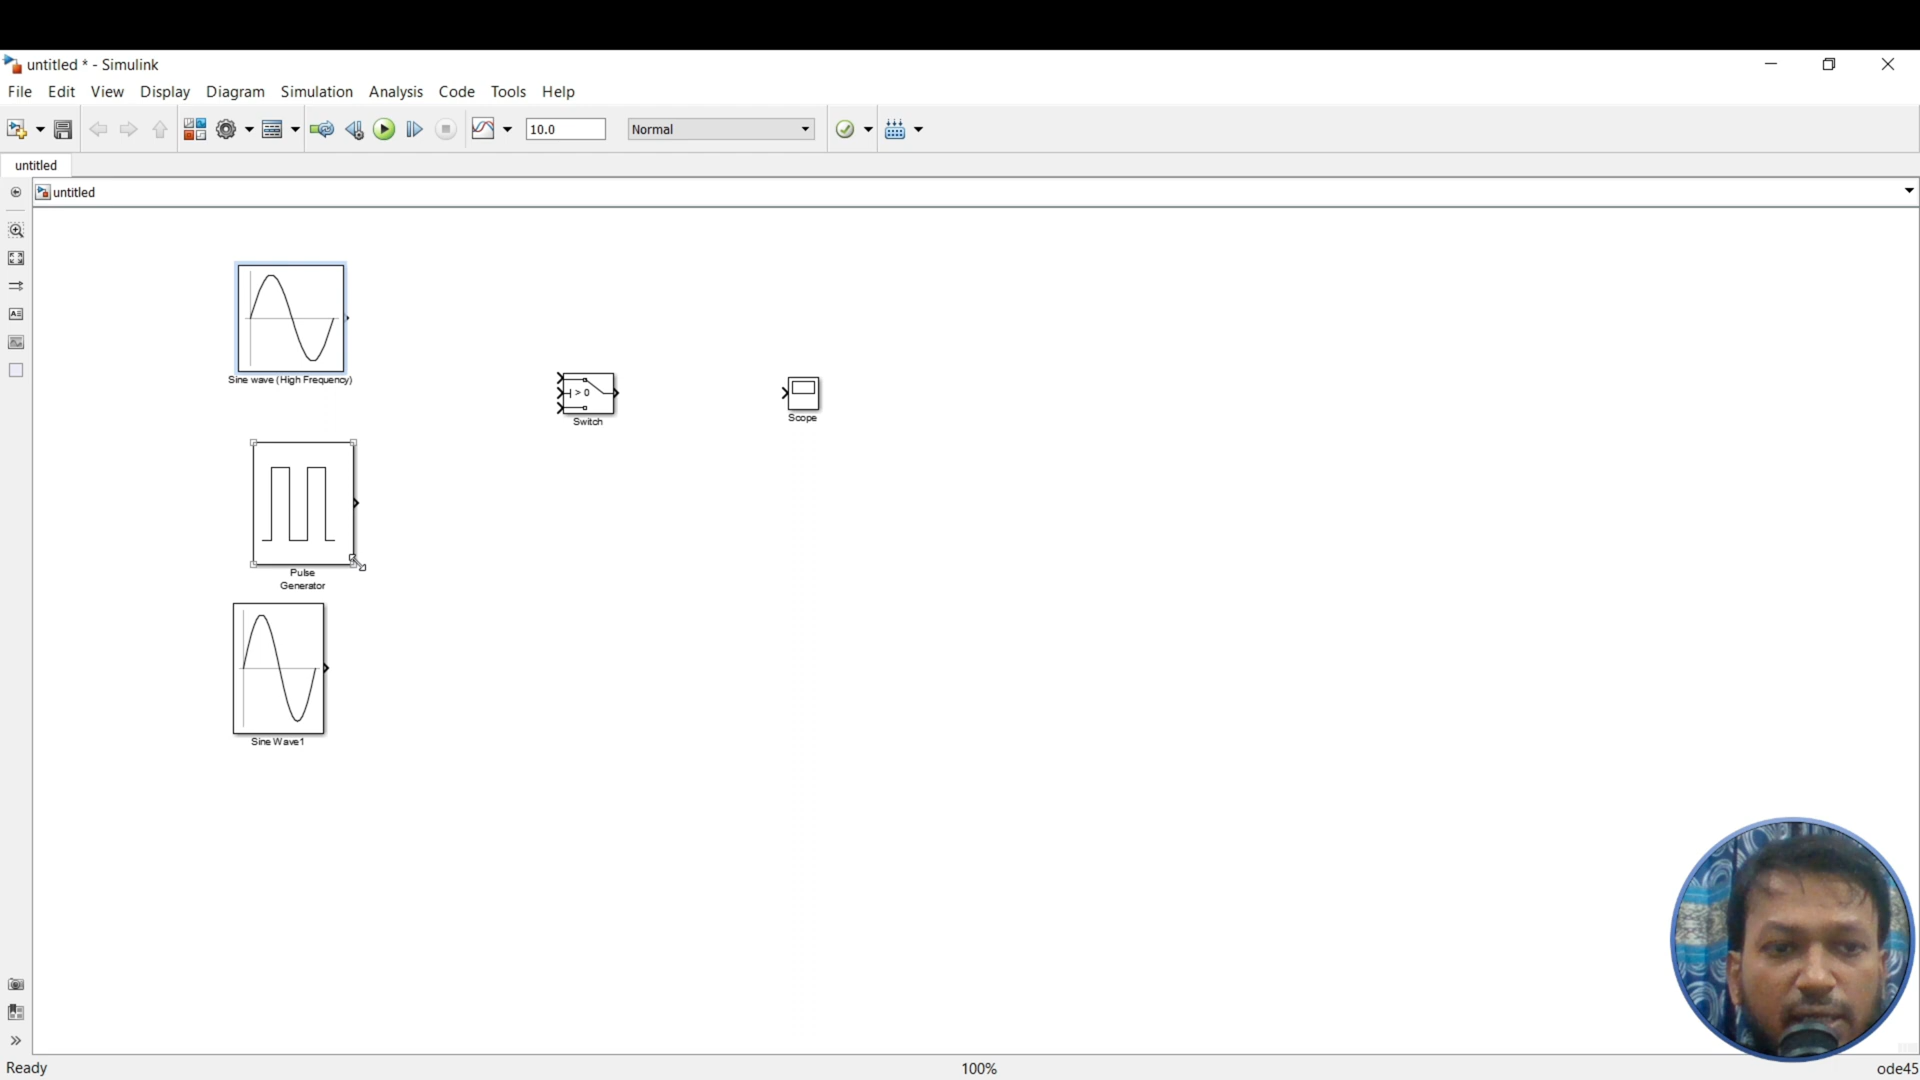 untitled * - Simulink
File Edit View Display Diagram Simulation Analysis Code Tools Help
10.0 Normal
untitled
untitled
Sine wave (High Frequency)
> 0
Switch
Scope
Pulse
Generator
Sine Wave1
Ready 100% ode45